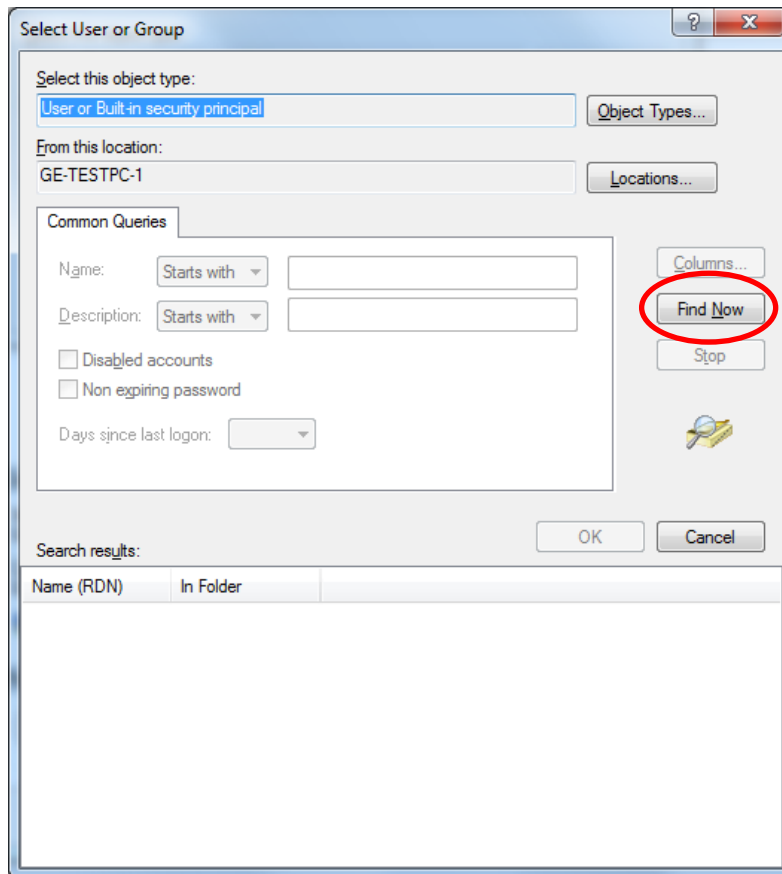 Select User or Group
Select this object type:
User or Built-in security principal
Object Types...
From this location:
GE-TESTPC-1
Locations...
Common Queries
Name:
Starts with
Columns...
Description:
Starts with
Find Now
Disabled accounts
Stop
Non expiring password
Days since last logon:
OK
Cancel
Search results:
Name (RDN)
In Folder